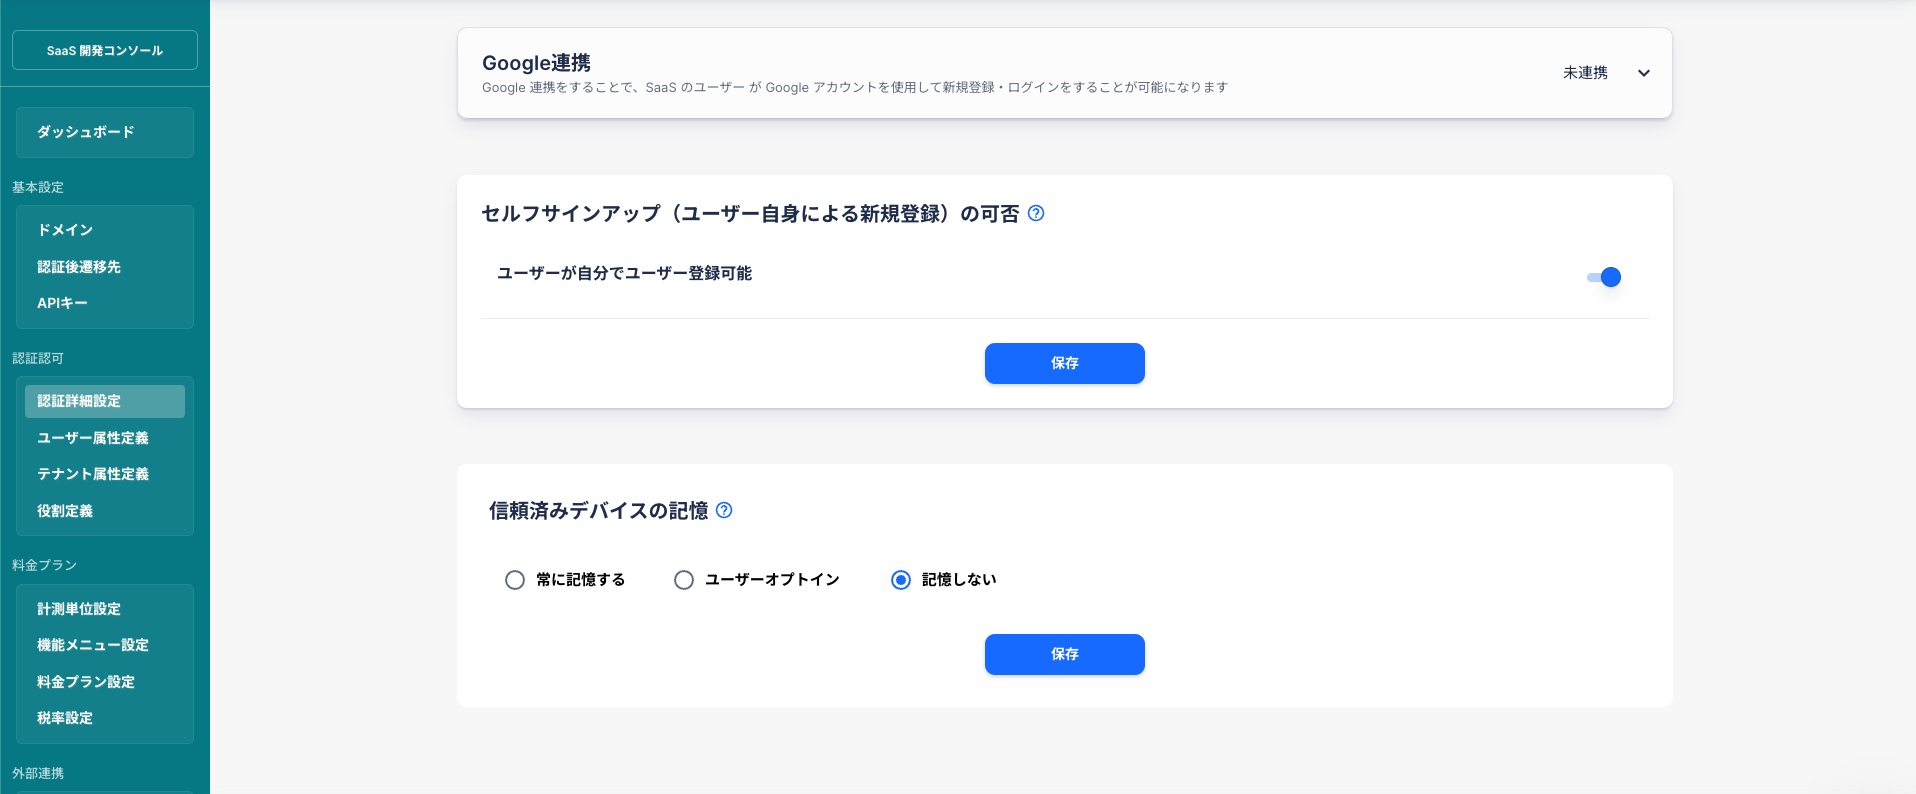 SaaS 開発コンソール
ダッシュボード
基本設定
ドメイン
認証後遷移先
APIキー
認証認可
認証詳細設定
ユーザー属性定義
テナント属性定義
役割定義
料金プラン
計測単位設定
機能メニュー設定
料金プラン設定
税率設定
外部連携
Google連携
Google 連携をすることで、SaaS のユーザー が Google アカウントを使用して新規登録・ログインをすることが可能になります
未連携
セルフサインアップ（ユーザー自身による新規登録）の可否
ユーザーが自分でユーザー登録可能
保存
信頼済みデバイスの記憶
常に記憶する
ユーザーオプトイン
記憶しない
保存